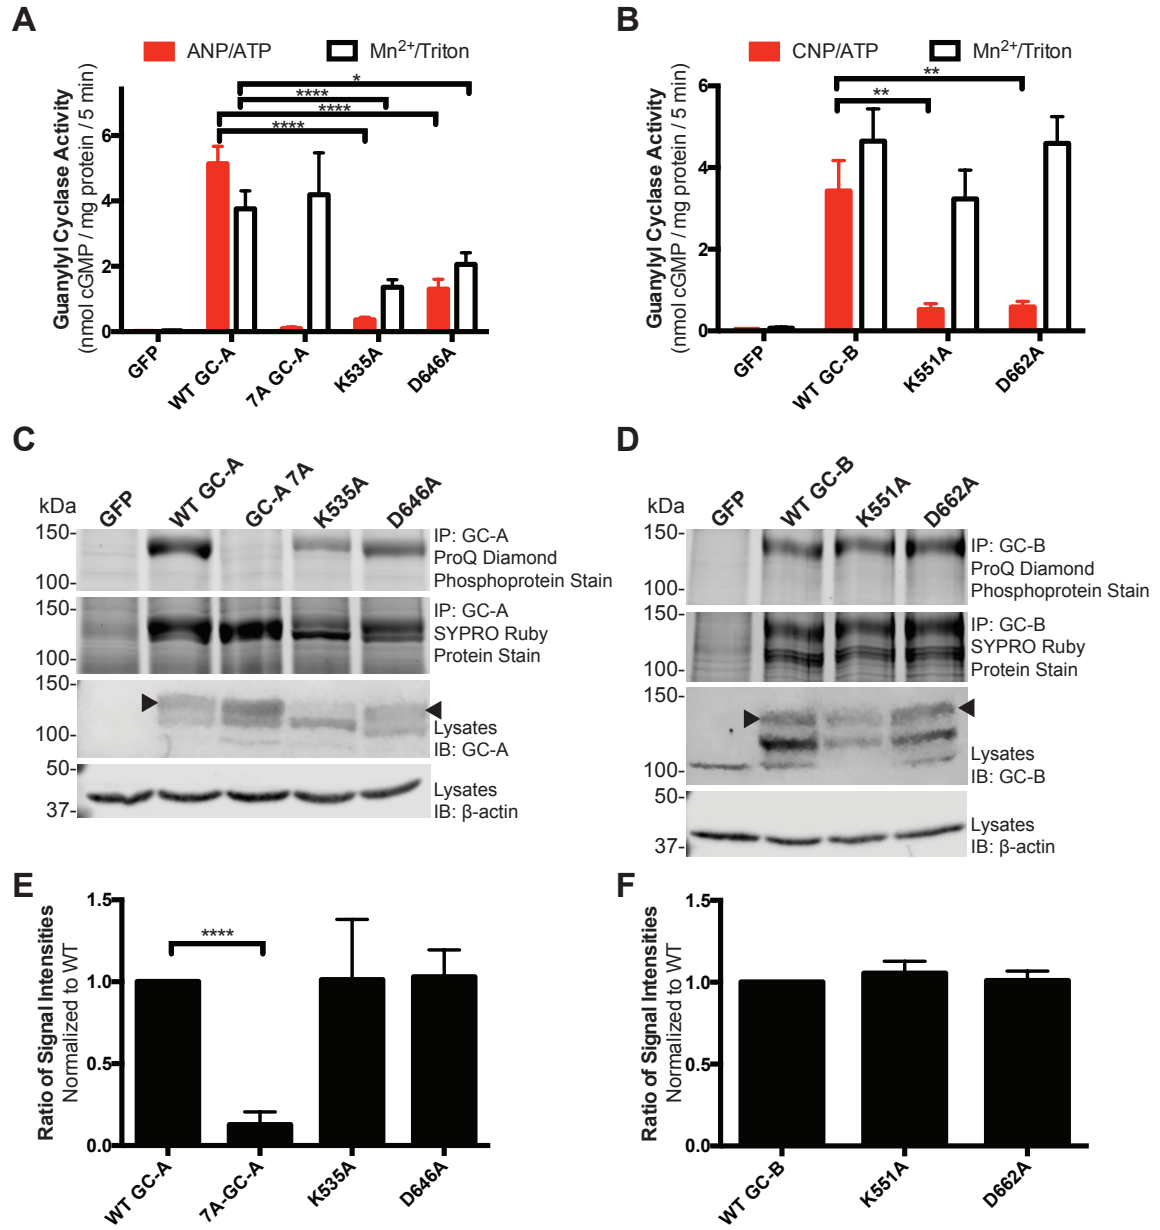 A
ANP/ATP
Mn2+/Triton
Guanylyl Cyclase Activity
(nmol cGMP / mg protein / 5 min)
6
4
2
0
*
****
****
****
GFP
WT GC-A
7A GC-A
K535A
D646A
B
CNP/ATP
Mn2+/Triton
Guanylyl Cyclase Activity
(nmol cGMP / mg protein / 5 min)
6
4
2
0
**
**
GFP
WT GC-B
K551A
D662A
C
kDa
GFP
WT GC-A
GC-A 7A
K535A
D646A
150-
100-
IP: GC-A
ProQ Diamond
Phosphoprotein Stain
150-
100-
IP: GC-A
SYPRO Ruby
Protein Stain
150-
100-
Lysates
IB: GC-A
50-
37-
Lysates
IB: β-actin
D
kDa
GFP
WT GC-B
K551A
D662A
150-
100-
IP: GC-B
ProQ Diamond
Phosphoprotein Stain
150-
100-
IP: GC-B
SYPRO Ruby
Protein Stain
150-
100-
Lysates
IB: GC-B
50-
37-
Lysates
IB: β-actin
E
Ratio of Signal Intensities
Normalized to WT
1.5
1.0
0.5
0.0
****
WT GC-A
7A-GC-A
K535A
D646A
F
Ratio of Signal Intensities
Normalized to WT
1.5
1.0
0.5
0.0
WT GC-B
K551A
D662A